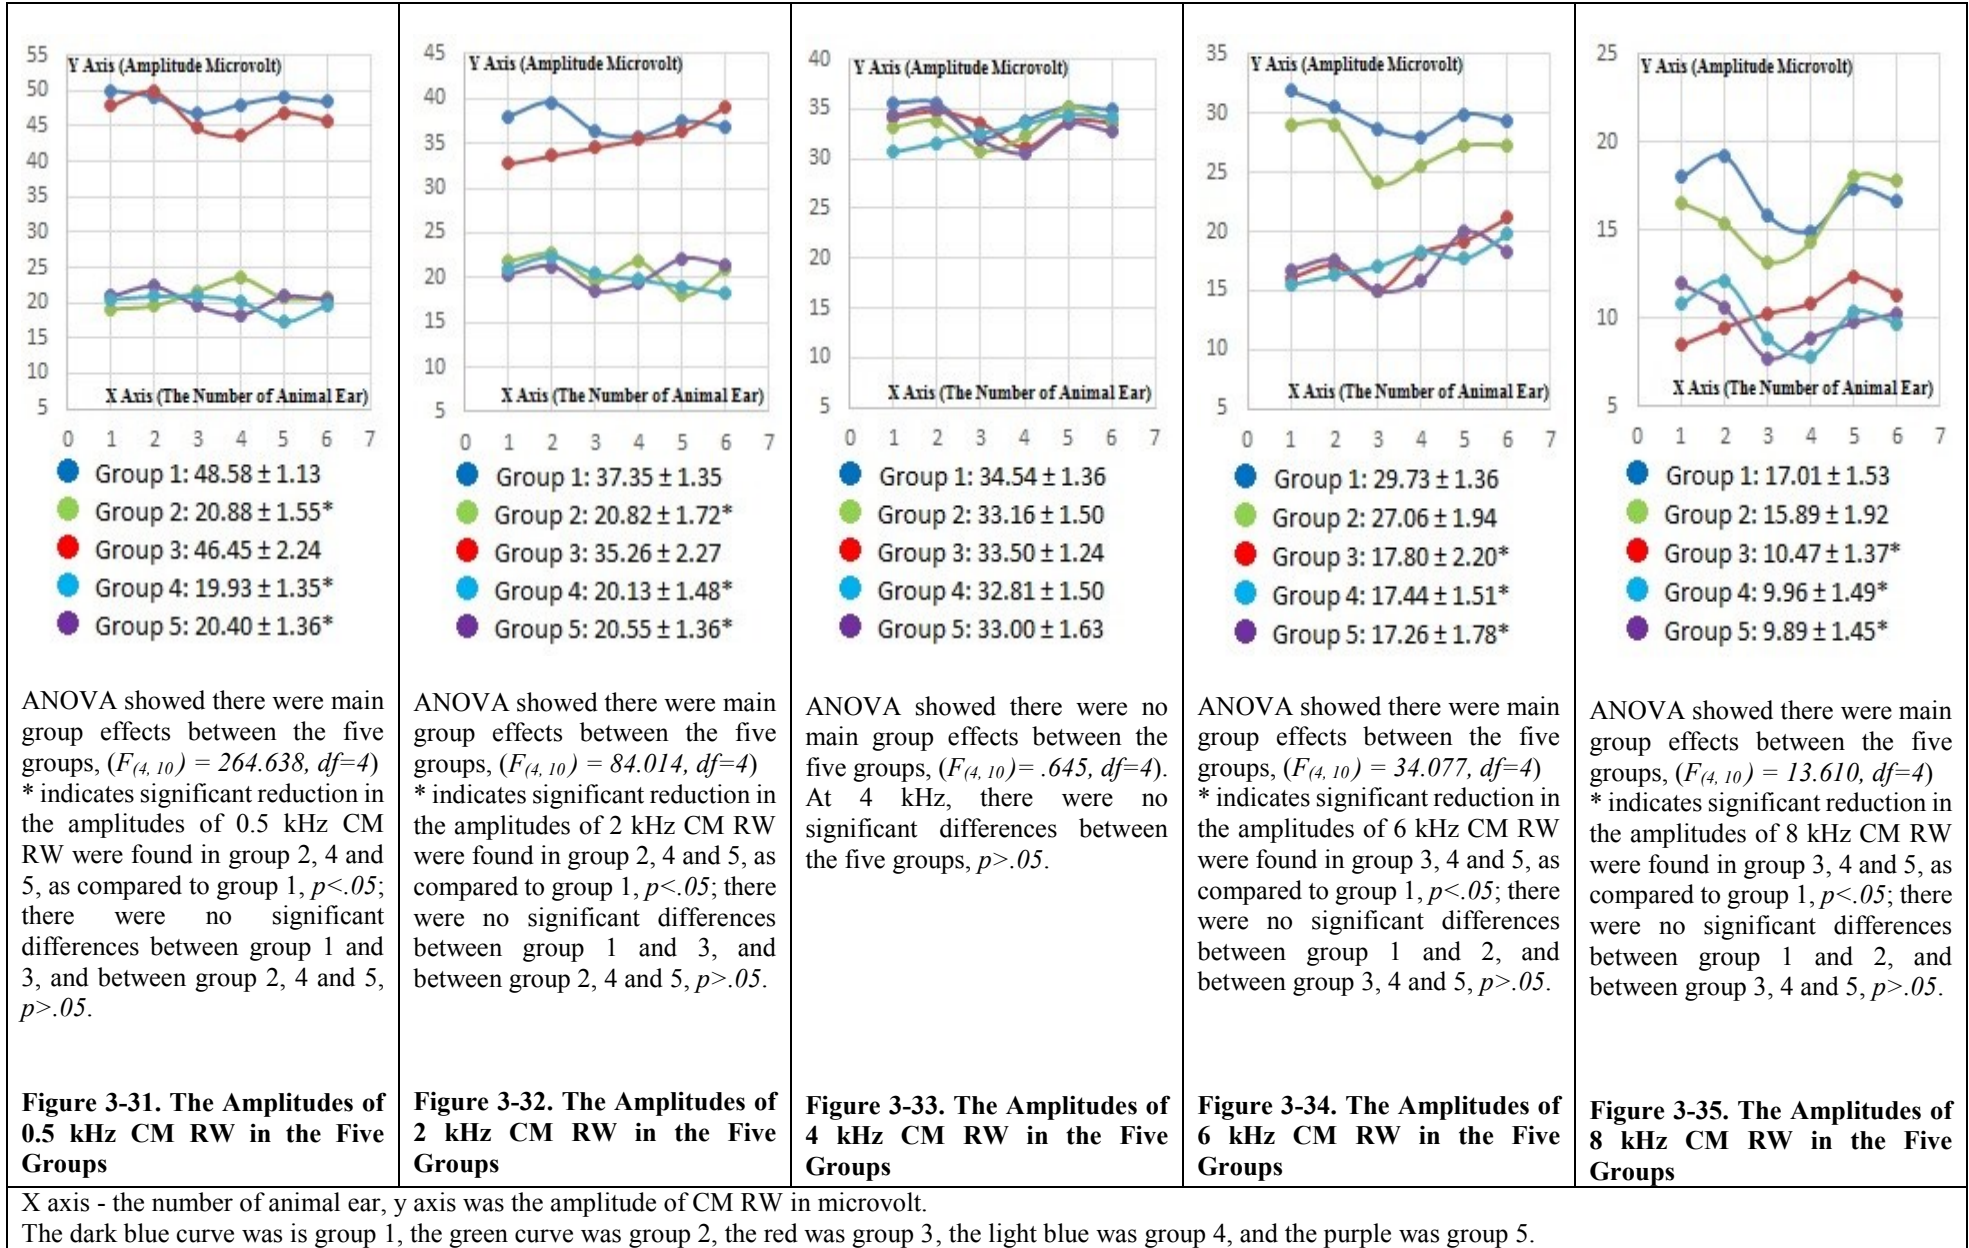 55
Y Axis (Amplitude Microvolt)
50
45
40
35
30
25
20
15
10
X Axis (The Number of Animal Ear)
5
0 1 2 3 4 5 6 7
Group 1: 48.58 ± 1.13
Group 2: 20.88 ± 1.55*
Group 3: 46.45 ± 2.24
Group 4: 19.93 ± 1.35*
Group 5: 20.40 ± 1.36*
ANOVA showed there were main
group effects between the five
groups, (F(4, 10) = 264.638, df=4)
* indicates significant reduction in
the amplitudes of 0.5 kHz CM
RW were found in group 2, 4 and
5, as compared to group 1, p<.05;
there were no significant
differences between group 1 and
3, and between group 2, 4 and 5,
p>.05.
Figure 3-31. The Amplitudes of
0.5 kHz CM RW in the Five
Groups
45
Y Axis (Amplitude Microvolt)
40
35
30
25
20
15
10
X Axis (The Number of Animal Ear)
5
0 1 2 3 4 5 6 7
Group 1: 37.35 ± 1.35
Group 2: 20.82 ± 1.72*
Group 3: 35.26 ± 2.27
Group 4: 20.13 ± 1.48*
Group 5: 20.55 ± 1.36*
ANOVA showed there were main
group effects between the five
groups, (F(4, 10) = 84.014, df=4)
* indicates significant reduction in
the amplitudes of 2 kHz CM RW
were found in group 2, 4 and 5, as
compared to group 1, p<.05; there
were no significant differences
between group 1 and 3, and
between group 2, 4 and 5, p>.05.
Figure 3-32. The Amplitudes of
2 kHz CM RW in the Five
Groups
40
Y Axis (Amplitude Microvolt)
35
30
25
20
15
10
X Axis (The Number of Animal Ear)
5
0 1 2 3 4 5 6 7
Group 1: 34.54 ± 1.36
Group 2: 33.16 ± 1.50
Group 3: 33.50 ± 1.24
Group 4: 32.81 ± 1.50
Group 5: 33.00 ± 1.63
ANOVA showed there were no
main group effects between the
five groups, (F(4, 10)= .645, df=4).
At 4 kHz, there were no
significant differences between
the five groups, p>.05.
Figure 3-33. The Amplitudes of
4 kHz CM RW in the Five
Groups
35
Y Axis (Amplitude Microvolt)
30
25
20
15
10
X Axis (The Number of Animal Ear)
5
0 1 2 3 4 5 6 7
Group 1: 29.73 ± 1.36
Group 2: 27.06 ± 1.94
Group 3: 17.80 ± 2.20*
Group 4: 17.44 ± 1.51*
Group 5: 17.26 ± 1.78*
ANOVA showed there were main
group effects between the five
groups, (F(4, 10) = 34.077, df=4)
* indicates significant reduction in
the amplitudes of 6 kHz CM RW
were found in group 3, 4 and 5, as
compared to group 1, p<.05; there
were no significant differences
between group 1 and 2, and
between group 3, 4 and 5, p>.05.
Figure 3-34. The Amplitudes of
6 kHz CM RW in the Five
Groups
25
Y Axis (Amplitude Microvolt)
20
15
10
X Axis (The Number of Animal Ear)
5
0 1 2 3 4 5 6 7
Group 1: 17.01 ± 1.53
Group 2: 15.89 ± 1.92
Group 3: 10.47 ± 1.37*
Group 4: 9.96 ± 1.49*
Group 5: 9.89 ± 1.45*
ANOVA showed there were main
group effects between the five
groups, (F(4, 10) = 13.610, df=4)
* indicates significant reduction in
the amplitudes of 8 kHz CM RW
were found in group 3, 4 and 5, as
compared to group 1, p<.05; there
were no significant differences
between group 1 and 2, and
between group 3, 4 and 5, p>.05.
Figure 3-35. The Amplitudes of
8 kHz CM RW in the Five
Groups
X axis - the number of animal ear, y axis was the amplitude of CM RW in microvolt.
The dark blue curve was is group 1, the green curve was group 2, the red was group 3, the light blue was group 4, and the purple was group 5.